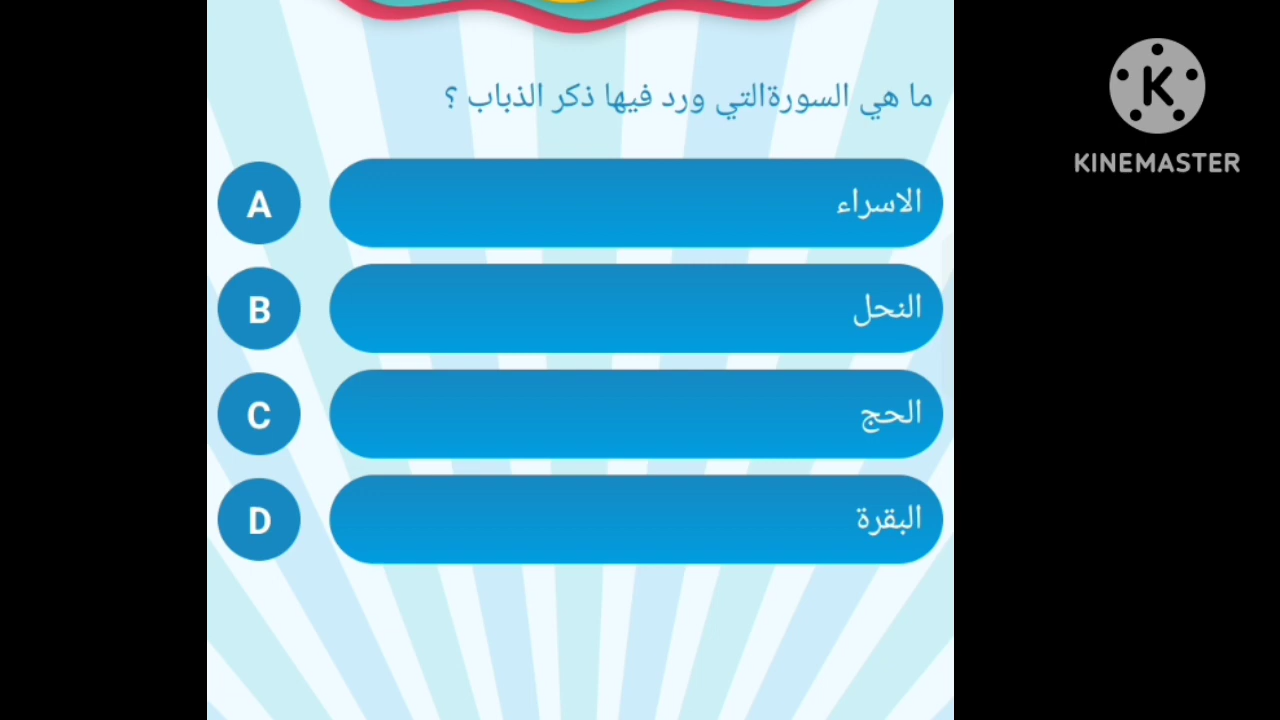 ما هي السورةالتي ورد فيها ذكر الذباب ؟
A الاسراء
B النحل
C الحج
D البقرة
K
KINEMASTER